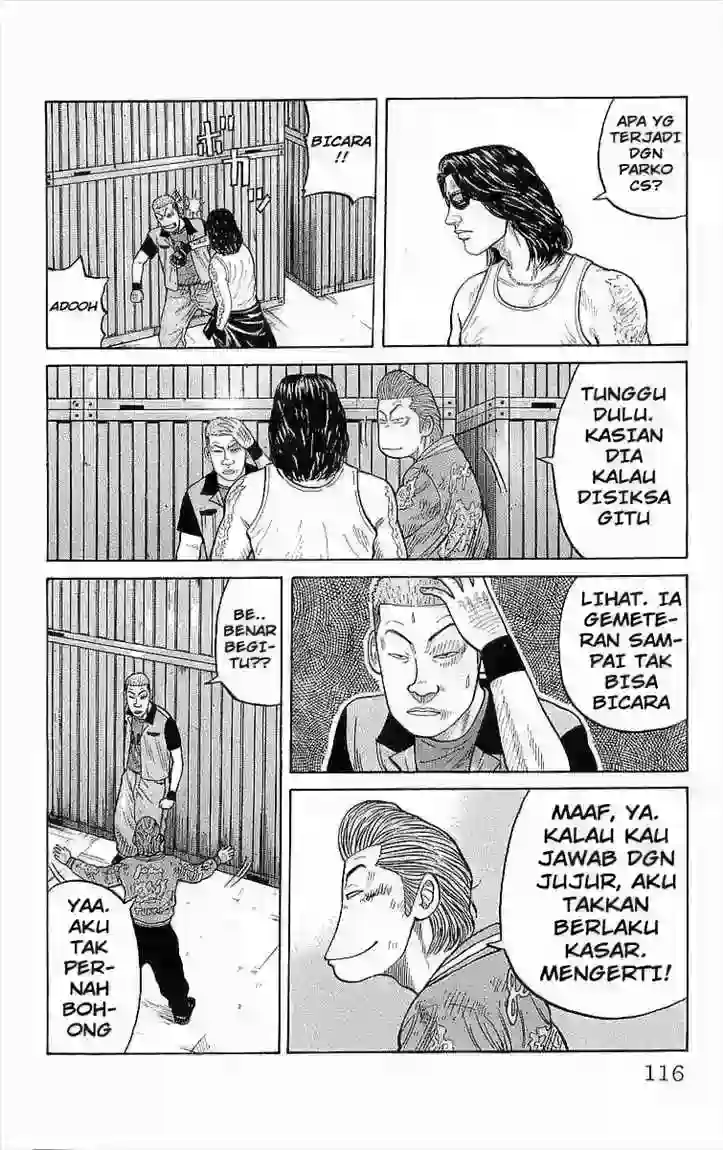 APA YG
TERJADI
DGN
PARKO
CS?
BICARA
!!
ボ
カ
ADOOH
TUNGGU
DULU.
KASIAN
DIA
KALAU
DISIKSA
GITU
LIHAT. IA
GEMETE-
RAN SAM-
PAI TAK
BISA
BICARA
BE..
BENAR
BEGI-
TU??
YAA.
AKU
TAK
PER-
NAH
BOH-
ONG
MAAF, YA.
KALAU KAU
JAWAB DGN
JUJUR, AKU
TAKKAN
BERLAKU
KASAR.
MENGERTI!
116